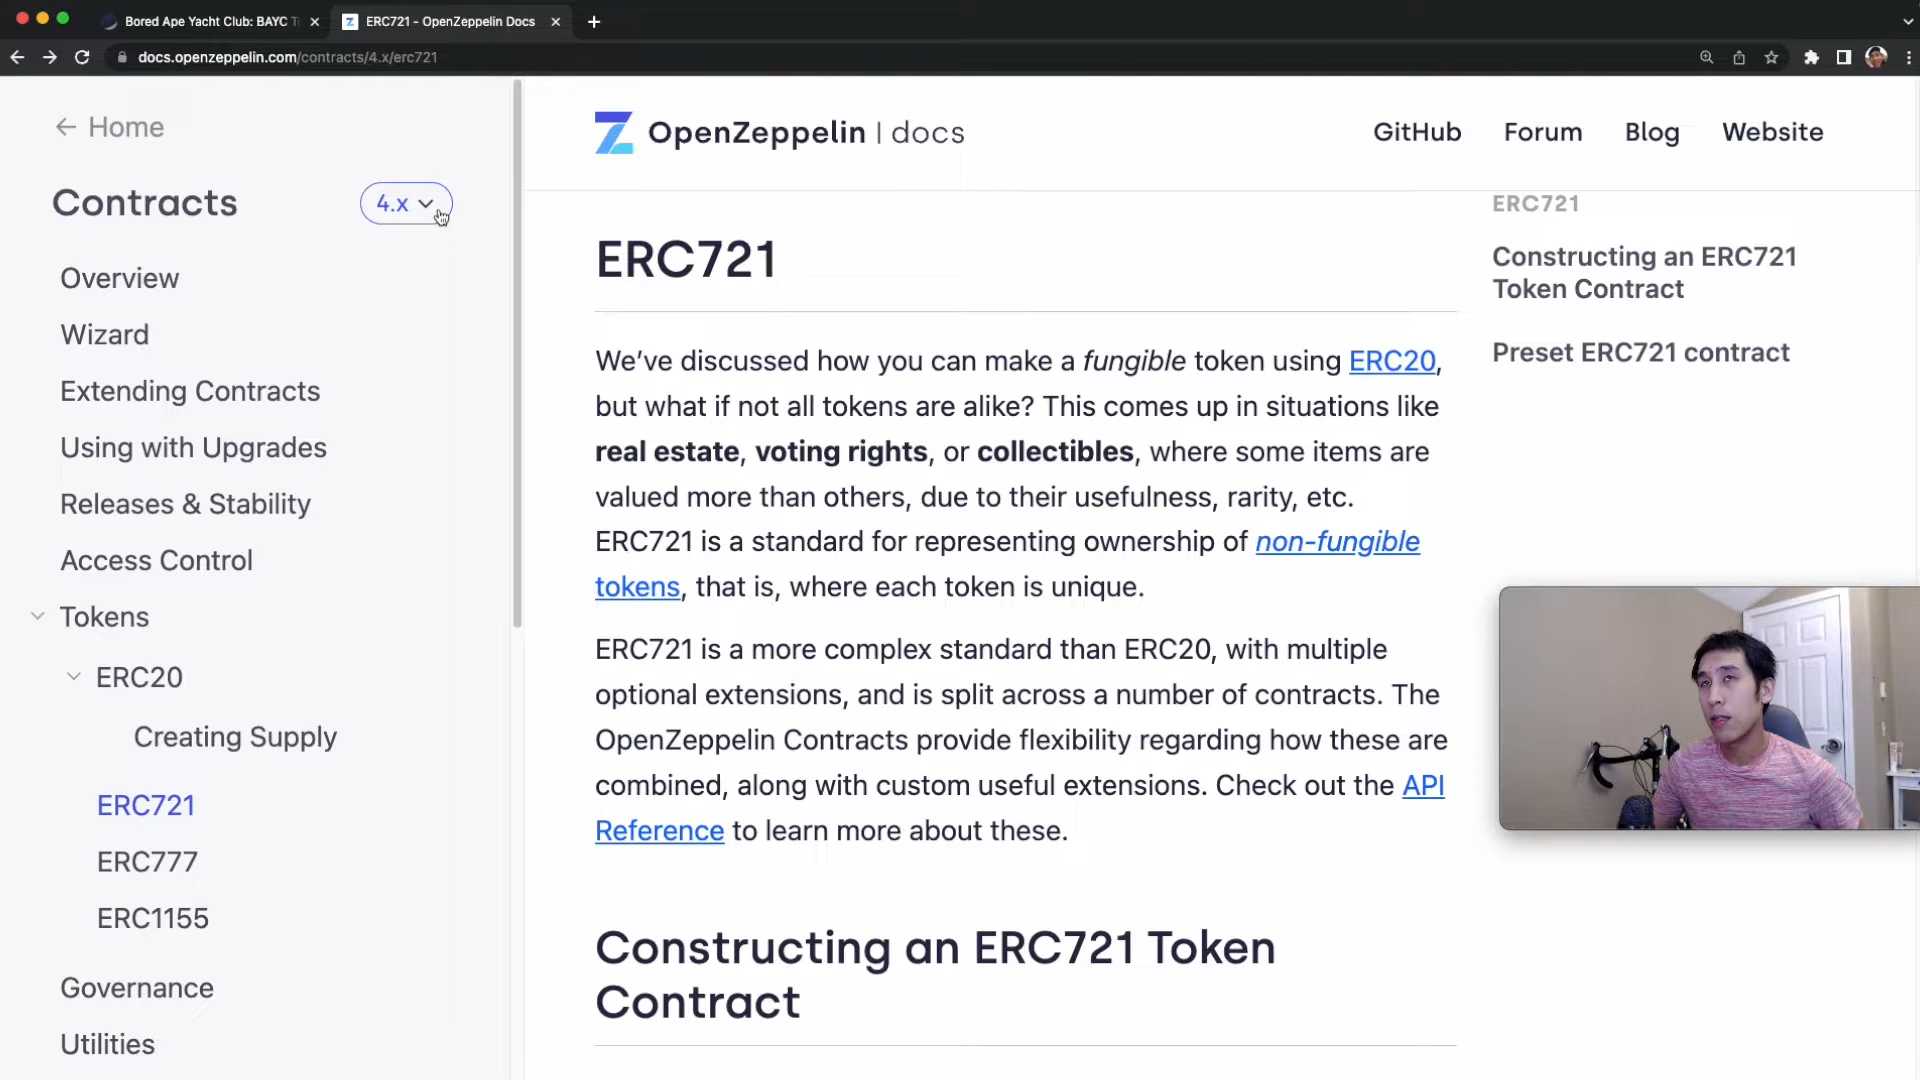 Bored Ape Yacht Club: BAYC T
ERC721 - OpenZeppelin Docs
docs.openzeppelin.com/contracts/4.x/erc721
Home
Contracts
4.x
Overview
Wizard
Extending Contracts
Using with Upgrades
Releases & Stability
Access Control
Tokens
ERC20
Creating Supply
ERC721
ERC777
ERC1155
Governance
Utilities
OpenZeppelin | docs
GitHub
Forum
Blog
Website
ERC721
We've discussed how you can make a fungible token using ERC20,
but what if not all tokens are alike? This comes up in situations like
real estate, voting rights, or collectibles, where some items are
valued more than others, due to their usefulness, rarity, etc.
ERC721 is a standard for representing ownership of non-fungible
tokens, that is, where each token is unique.
ERC721 is a more complex standard than ERC20, with multiple
optional extensions, and is split across a number of contracts. The
OpenZeppelin Contracts provide flexibility regarding how these are
combined, along with custom useful extensions. Check out the API
Reference to learn more about these.
Constructing an ERC721 Token
Contract
ERC721
Constructing an ERC721
Token Contract
Preset ERC721 contract